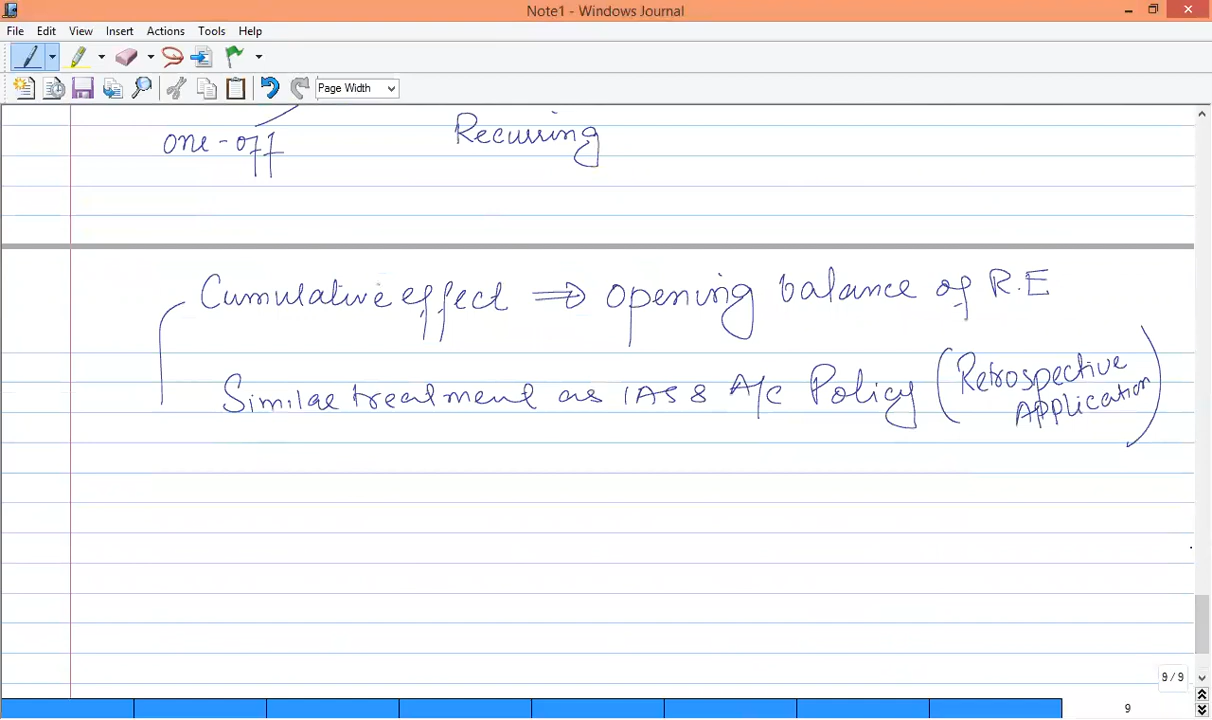 Note1 - Windows Journal
File Edit View Insert Actions Tools Help
Page Width
one-off Recurring
Cumulative effect ⇒ opening balance of R.E
Similar treatment as IAS 8 A/c Policy (Retrospective
Application)
9 / 9
9